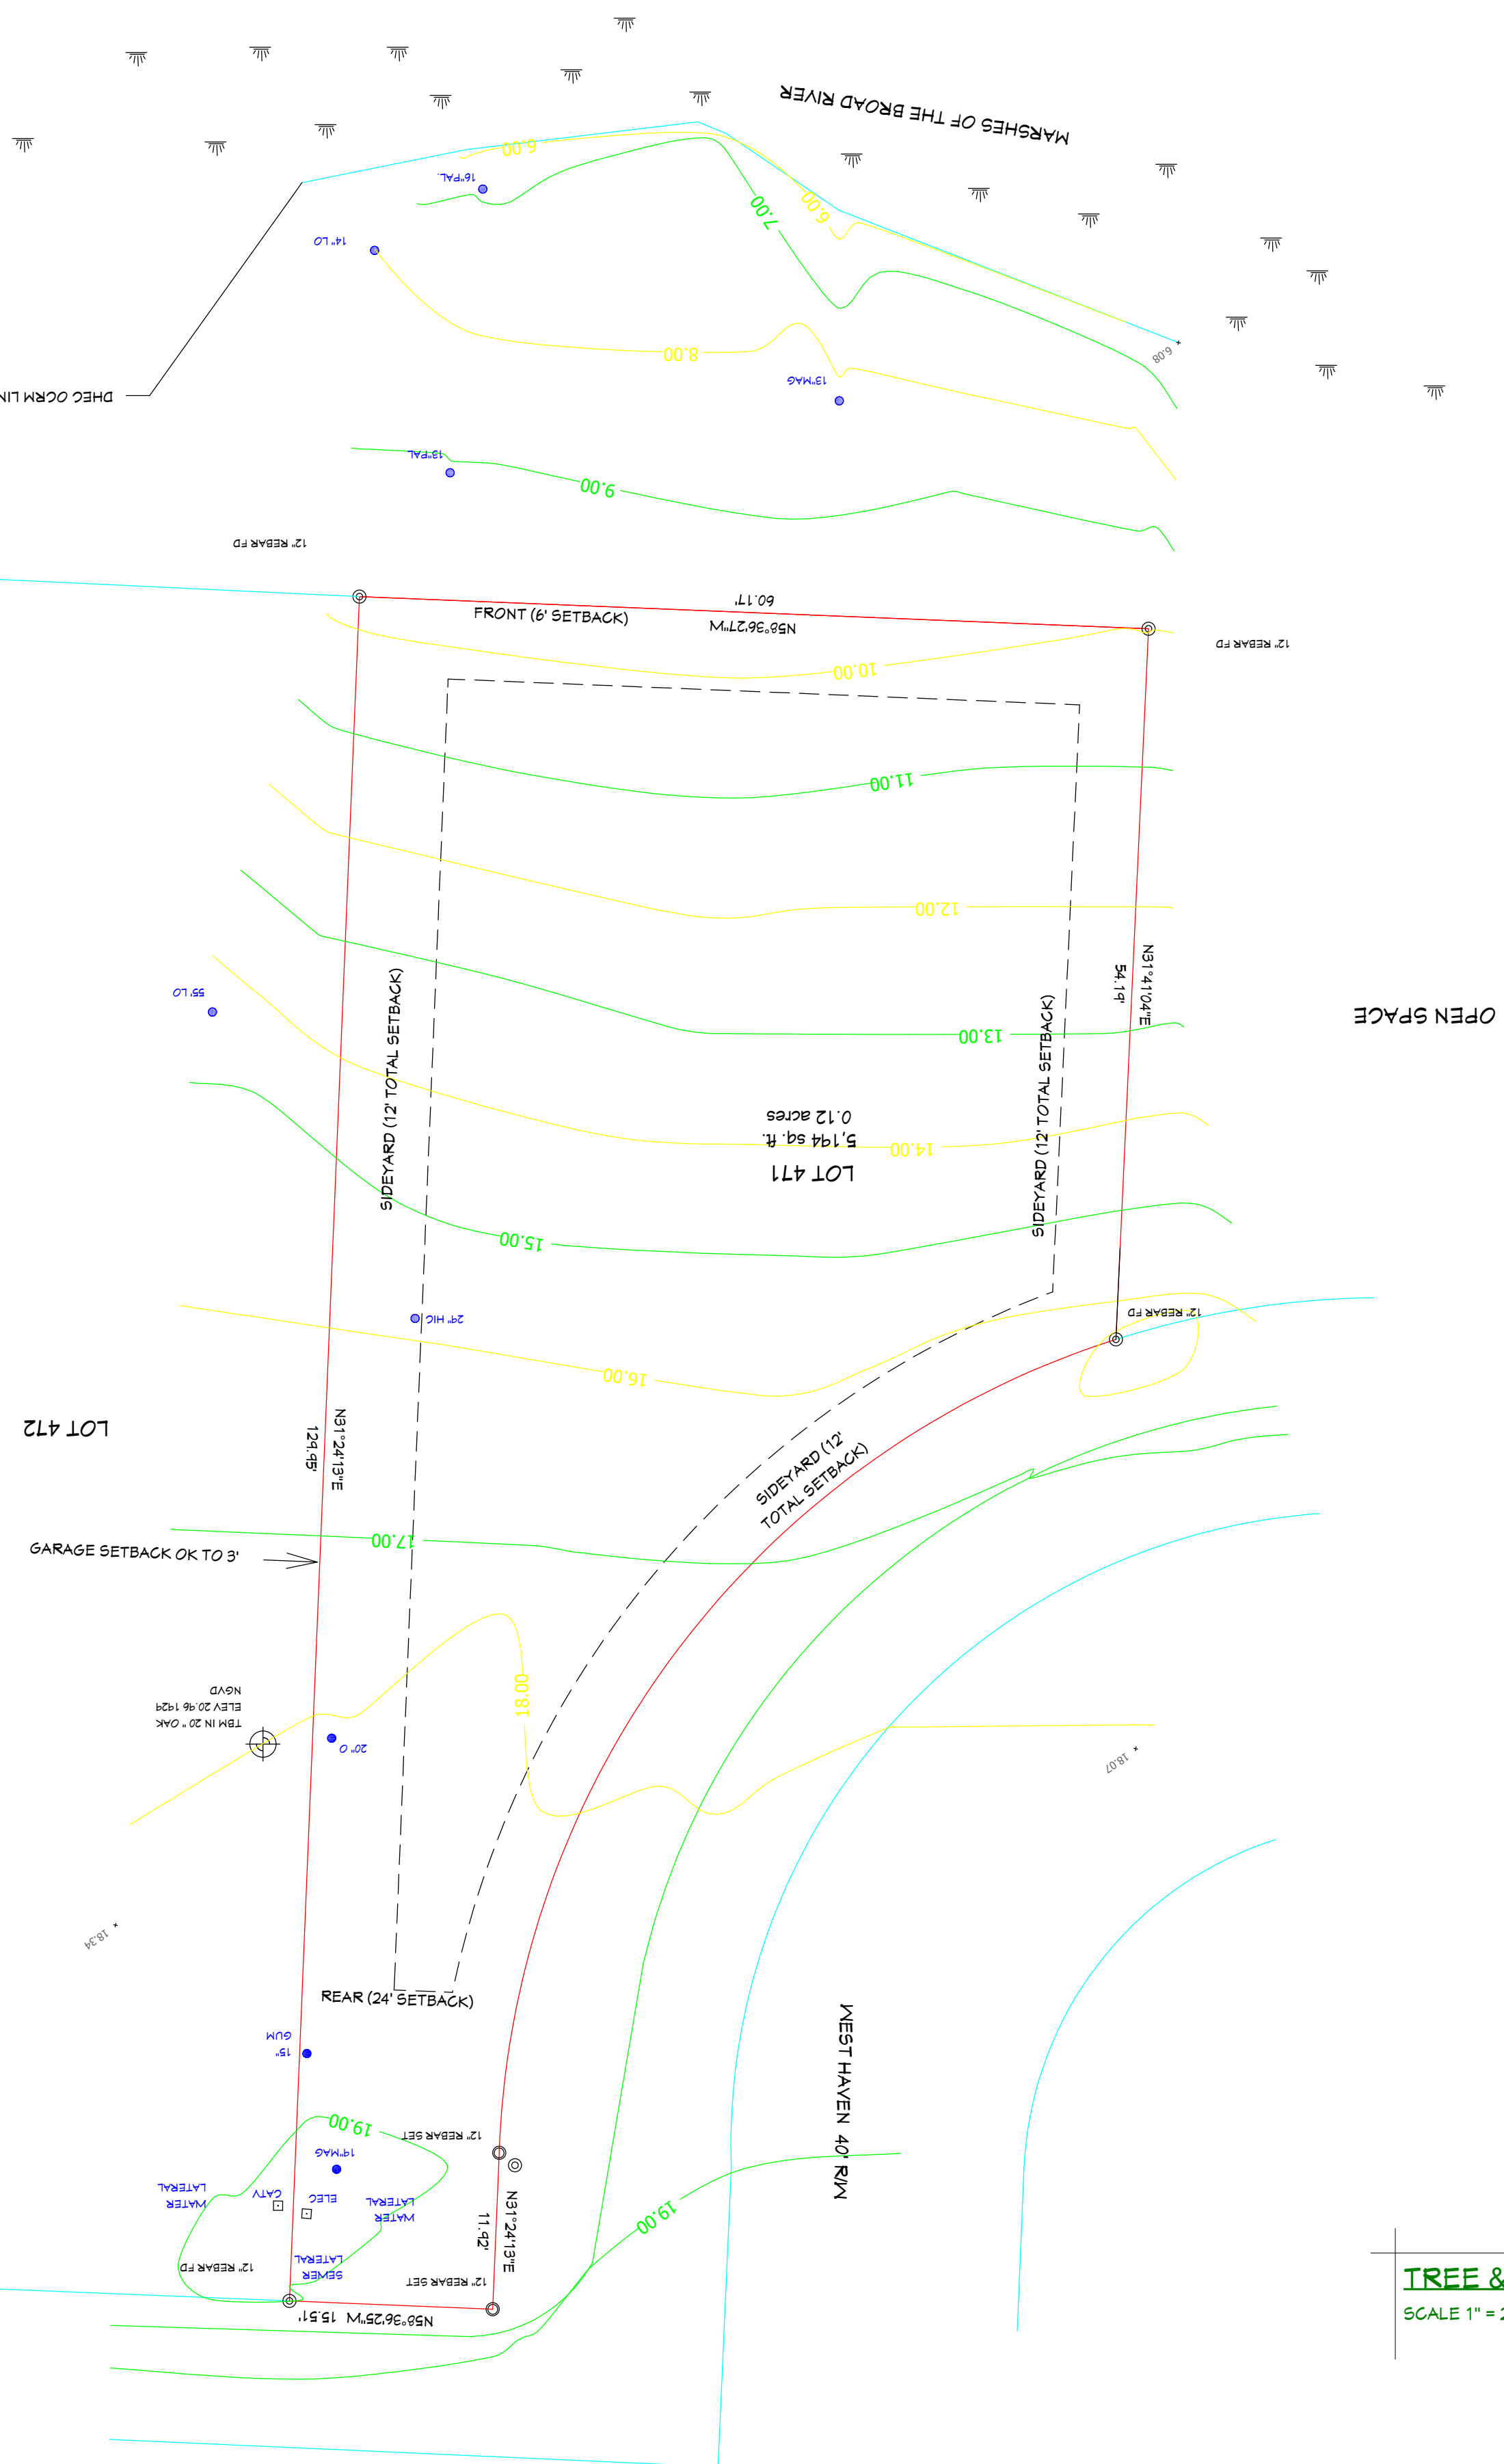 MARSHES OF THE BROAD RIVER
6.00
16"PAL.
14" LO
7.00
6.00
8.00
6.08
13"MAG
DHEC OCRM LIN
13"PAL
9.00
12" REBAR FD
60.17'
FRONT (6' SETBACK)
N58°36'27"W
12" REBAR FD
10.00
11.00
12.00
N31°41'04"E
54.19'
SIDEYARD (12' TOTAL SETBACK)
SIDEYARD (12' TOTAL SETBACK)
55' LO
OPEN SPACE
13.00
LOT 471
5,194 sq. ft.
0.12 acres
14.00
15.00
12" REBAR FD
29" HIC
16.00
LOT 472
N31°24'13"E
129.95'
SIDEYARD (12'
TOTAL SETBACK)
17.00
GARAGE SETBACK OK TO 3'
18.00
TBM IN 20" OAK
ELEV 20.96 1929
NGVD
20" O
18.07
18.34
REAR (24' SETBACK)
15"
GUM
WEST HAVEN 40' R/W
19.00
12" REBAR SET
19"MAG
WATER
LATERAL
CATV
ELEC
WATER
LATERAL
N31°24'13"E
11.92'
19.00
12" REBAR FD
SEWER
LATERAL
12" REBAR SET
N58°36'25"W 15.51'
TREE &
SCALE 1" = 2